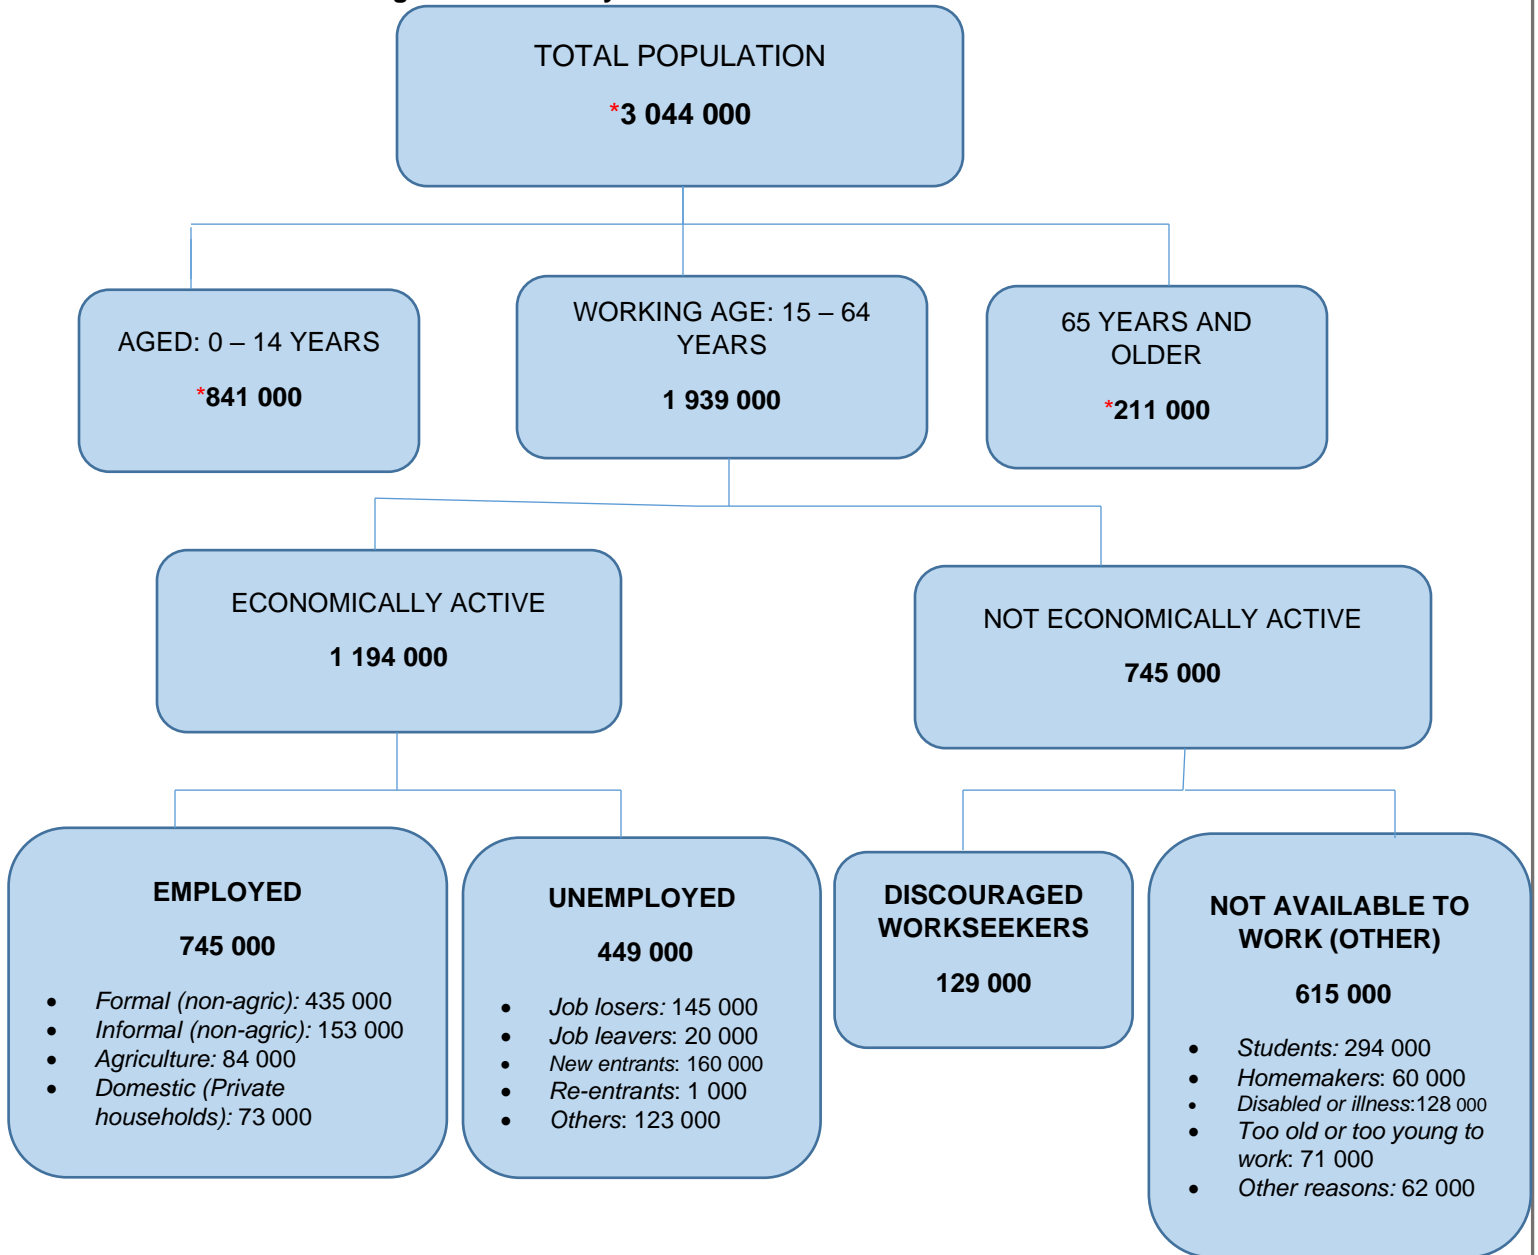 TOTAL POPULATION
*3 044 000
AGED: 0 – 14 YEARS
*841 000
WORKING AGE: 15 – 64
YEARS
1 939 000
65 YEARS AND
OLDER
*211 000
ECONOMICALLY ACTIVE
1 194 000
NOT ECONOMICALLY ACTIVE
745 000
EMPLOYED
745 000
• Formal (non-agric): 435 000
• Informal (non-agric): 153 000
• Agriculture: 84 000
• Domestic (Private
households): 73 000
UNEMPLOYED
449 000
• Job losers: 145 000
• Job leavers: 20 000
• New entrants: 160 000
• Re-entrants: 1 000
• Others: 123 000
DISCOURAGED
WORKSEEKERS
129 000
NOT AVAILABLE TO
WORK (OTHER)
615 000
• Students: 294 000
• Homemakers: 60 000
• Disabled or illness:128 000
• Too old or too young to
work: 71 000
• Other reasons: 62 000